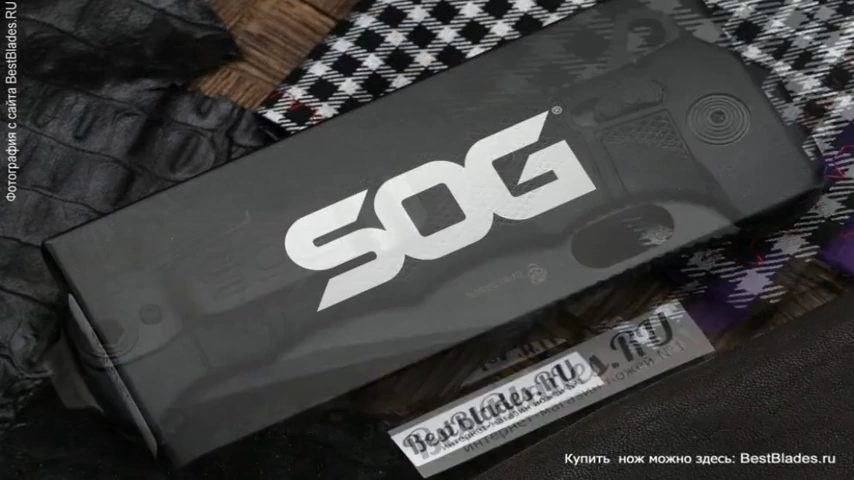 Фотография с сайта BestBlades.RU
SOG®
BestBlades.RU
Купить нож можно здесь: BestBlades.ru